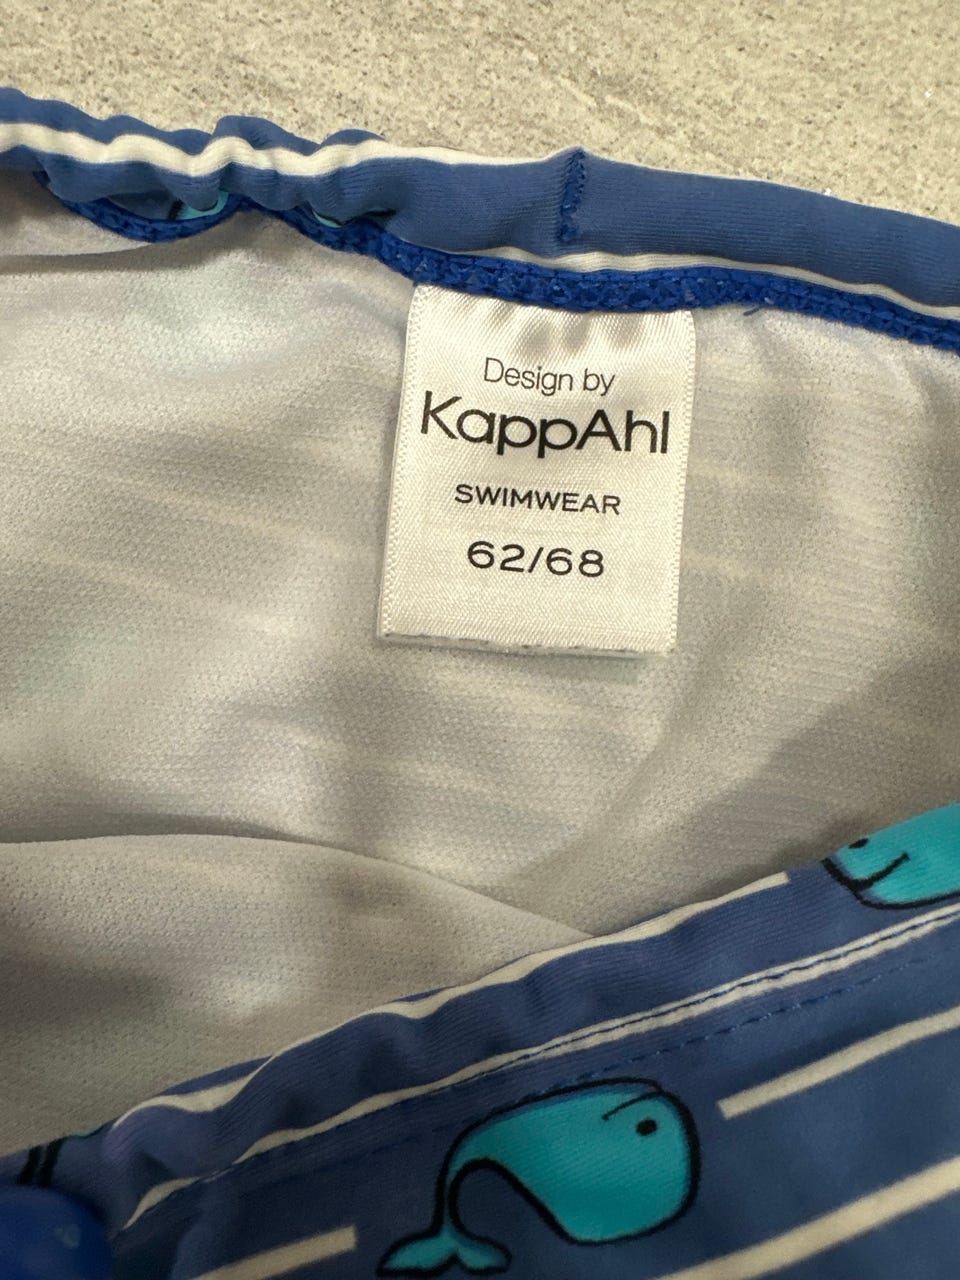 Design by
KappAhl
SWIMWEAR
62/68